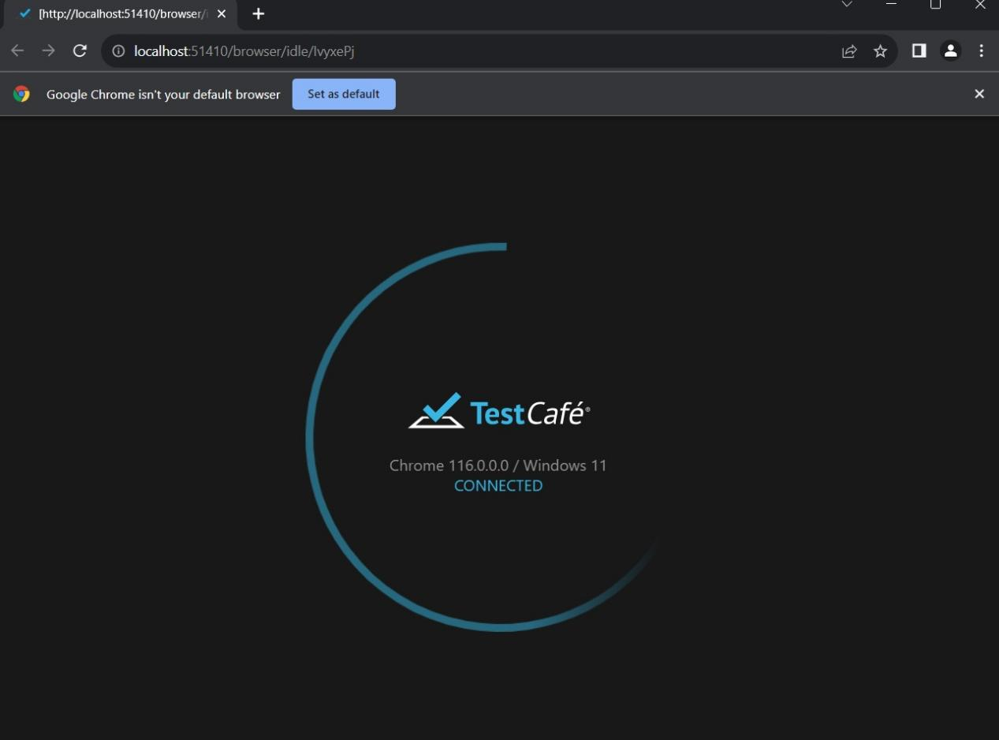 [http://localhost:51410/browser/i
localhost:51410/browser/idle/lvyxePj
Google Chrome isn't your default browser
Set as default
TestCafé®
Chrome 116.0.0.0 / Windows 11
CONNECTED